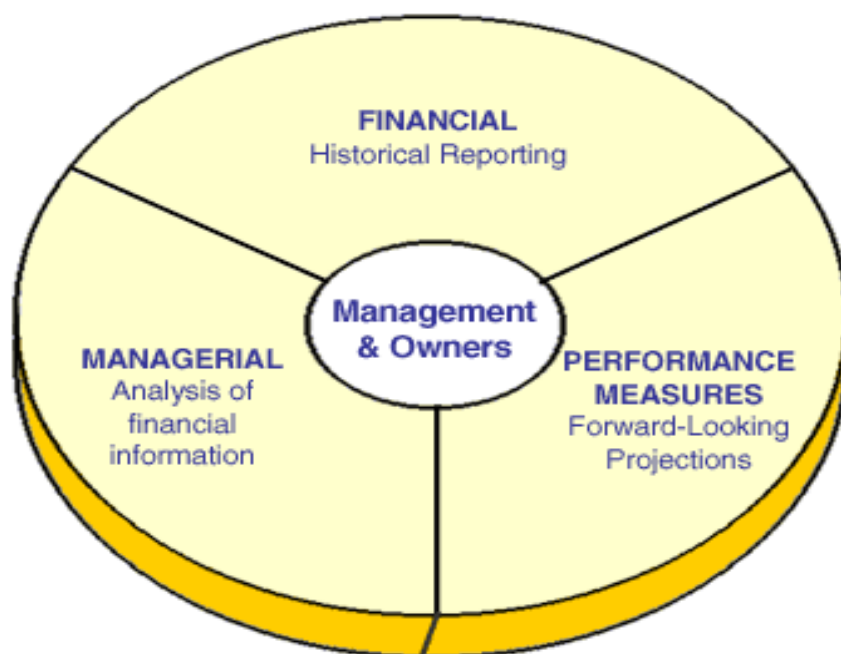 FINANCIAL
Historical Reporting
Management
& Owners
MANAGERIAL
Analysis of
financial
information
PERFORMANCE
MEASURES
Forward-Looking
Projections